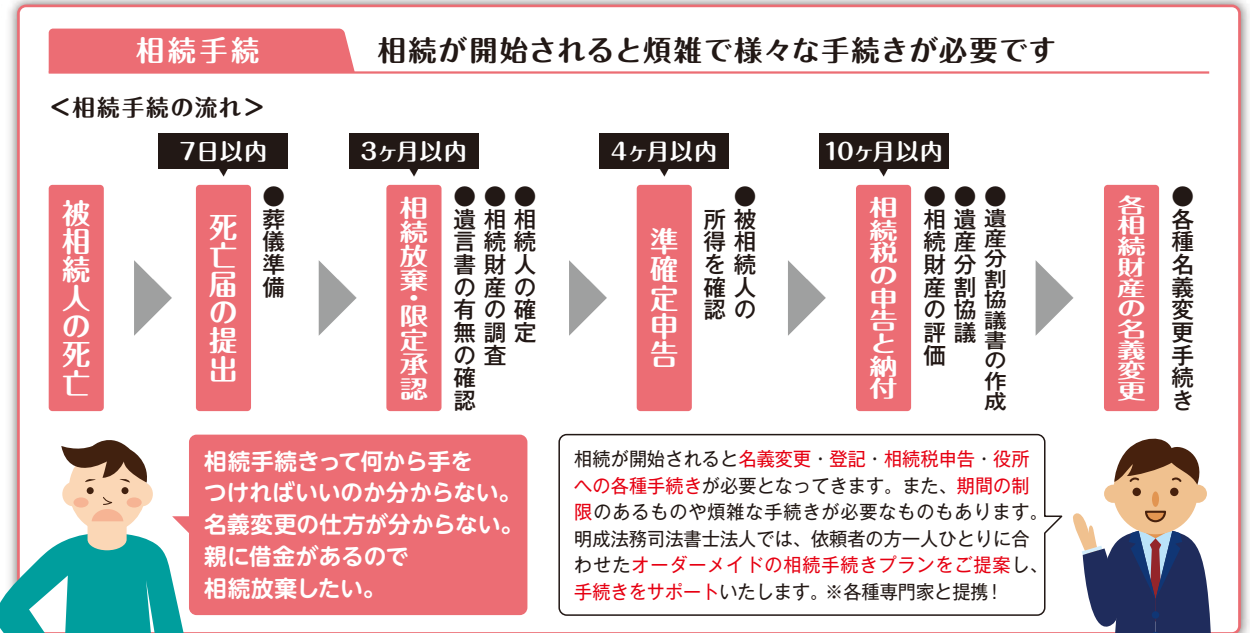 相続手続
相続が開始されると煩雑で様々な手続きが必要です
＜相続手続の流れ＞
被相続人の死亡
7日以内
死亡届の提出
●葬儀準備
3ヶ月以内
相続放棄・限定承認
●相続人の確定
●相続財産の調査
●遺言書の有無の確認
4ヶ月以内
準確定申告
●被相続人の
所得を確認
10ヶ月以内
相続税の申告と納付
●遺産分割協議書の作成
●遺産分割協議
●相続財産の評価
各相続財産の名義変更
●各種名義変更手続き
相続手続きって何から手を
つければいいのか分からない。
名義変更の仕方が分からない。
親に借金があるので
相続放棄したい。
相続が開始されると名義変更・登記・相続税申告・役所
への各種手続きが必要となってきます。また、期間の制
限のあるものや煩雑な手続きが必要なものもあります。
明成法務司法書士法人では、依頼者の方一人ひとりに合
わせたオーダーメイドの相続手続きプランをご提案し、
手続きをサポートいたします。※各種専門家と提携！